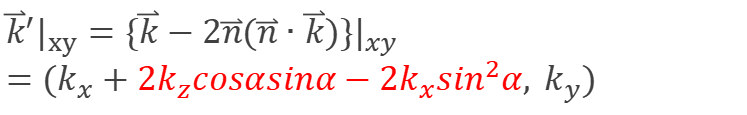 k⃗′|xy = {k⃗ − 2n⃗(n⃗ · k⃗)}|xy
= (kx + 2kzcosαsinα − 2kxsin²α, ky)